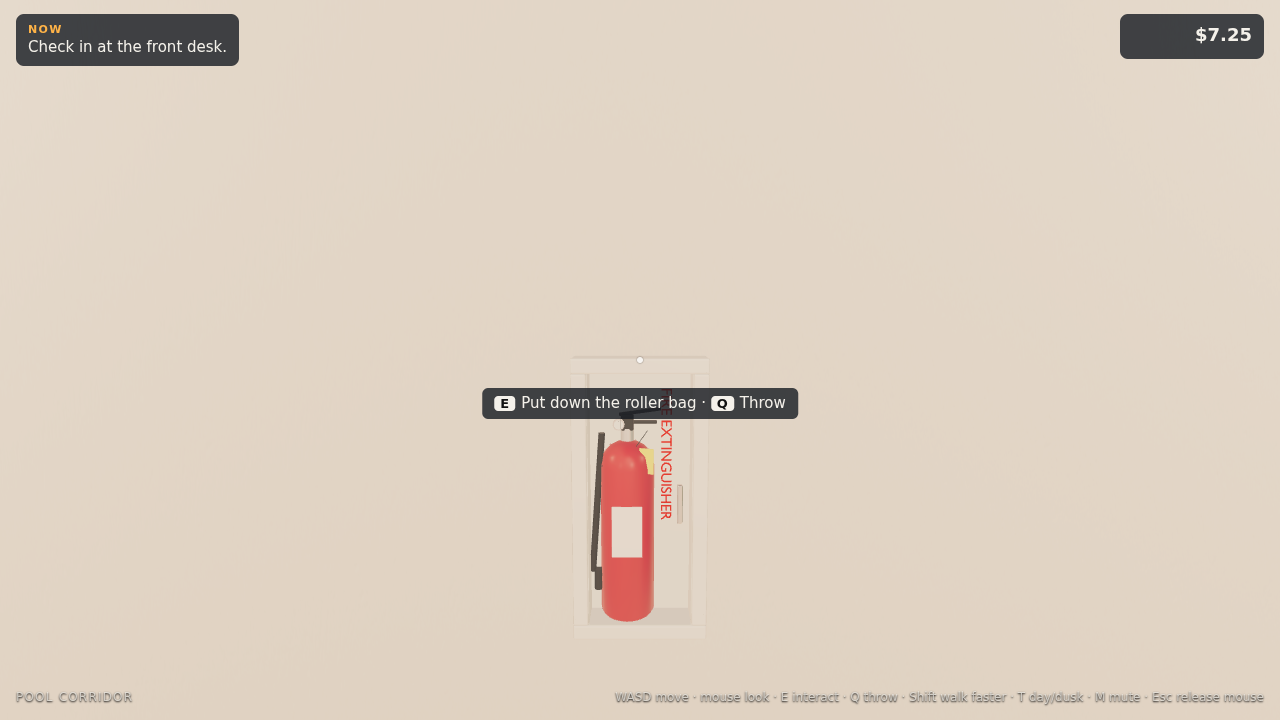 NOW
Check in at the front desk.
$7.25
E Put down the roller bag · Q Throw
FIRE EXTINGUISHER
POOL CORRIDOR
WASD move · mouse look · E interact · Q throw · Shift walk faster · T day/dusk · M mute · Esc release mouse